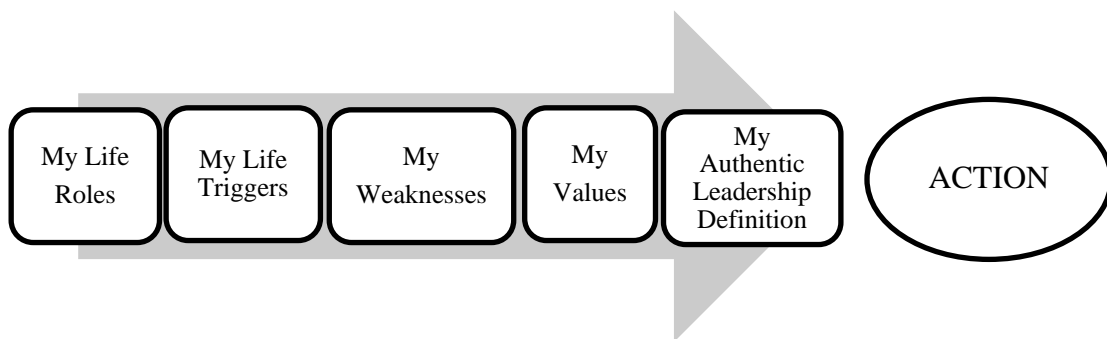 My Life
Roles
My Life
Triggers
My
Weaknesses
My
Values
My
Authentic
Leadership
Definition
ACTION